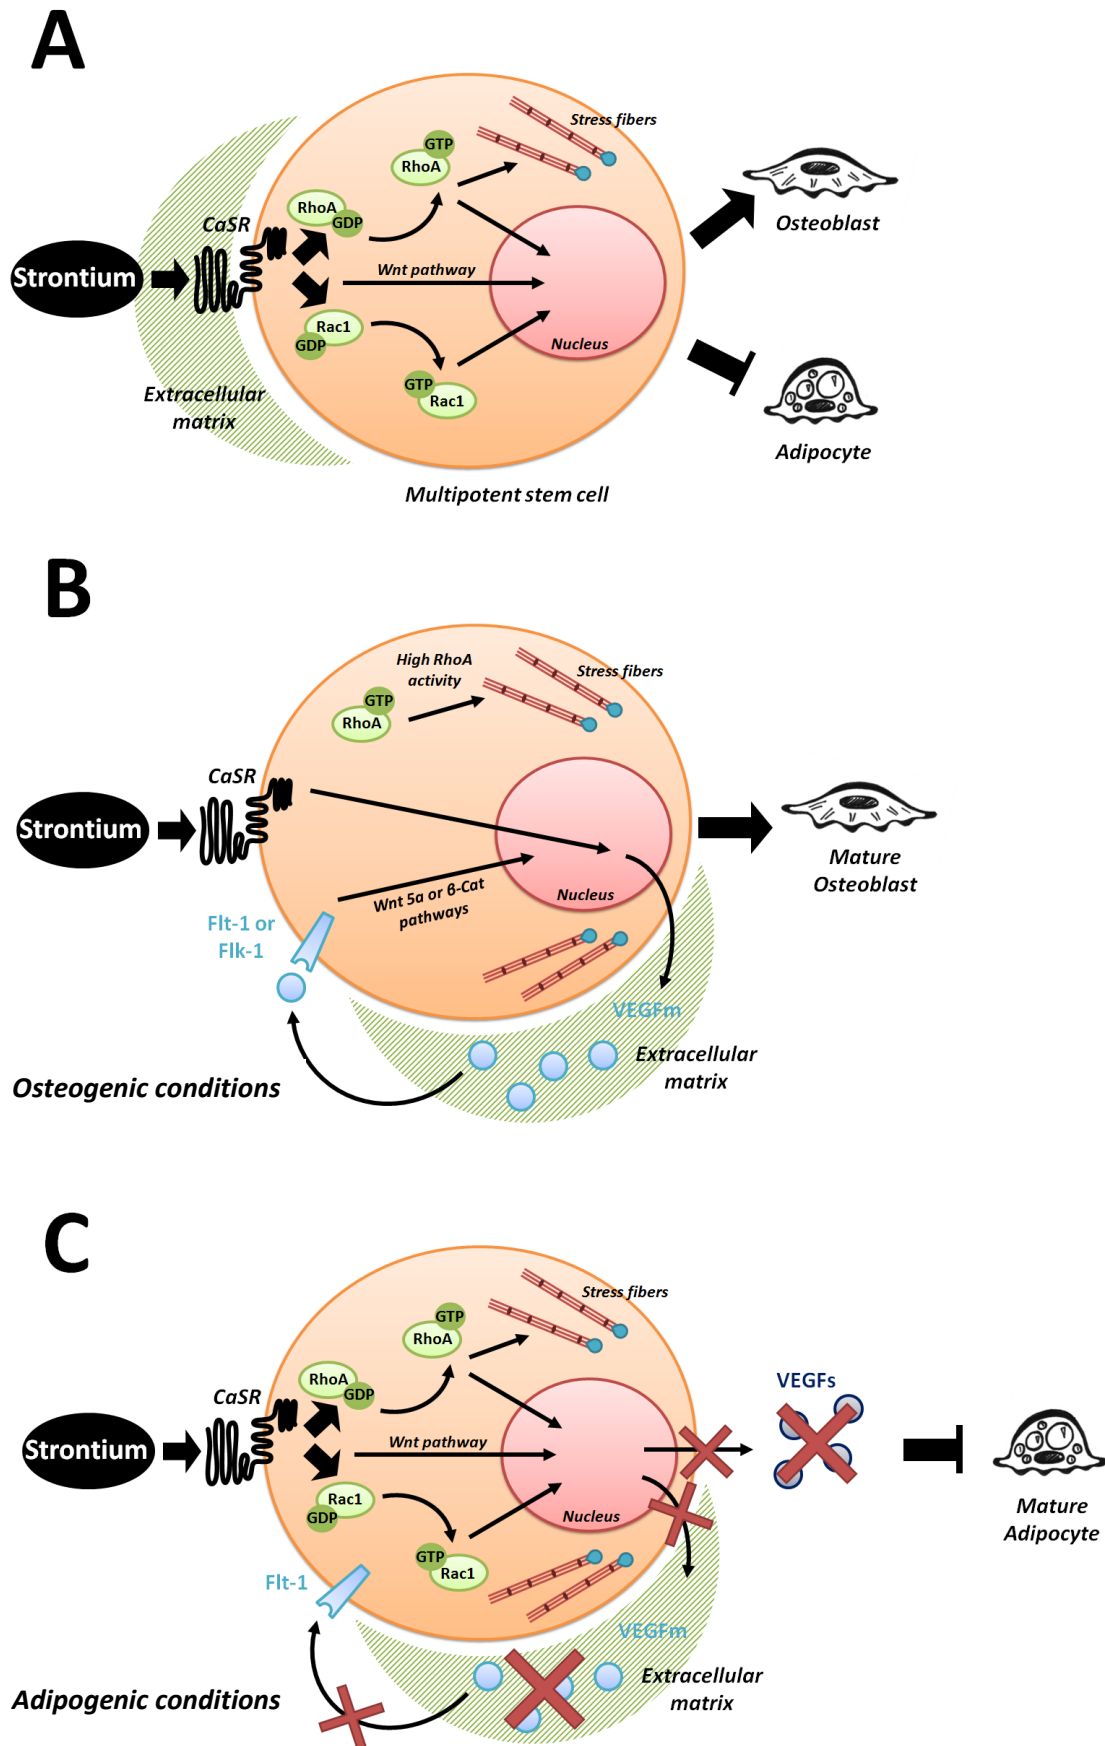 A
Stress fibers
GTP
RhoA
RhoA
GDP
CaSR
Strontium
Wnt pathway
Rac1
GDP
GTP
Rac1
Nucleus
Extracellular
matrix
Osteoblast
Adipocyte
Multipotent stem cell
B
High RhoA
activity
Stress fibers
GTP
RhoA
CaSR
Strontium
Wnt 5a or β-Cat
pathways
Nucleus
Flt-1 or
Flk-1
Mature
Osteoblast
VEGFm
Extracellular
matrix
Osteogenic conditions
C
Stress fibers
GTP
RhoA
RhoA
GDP
CaSR
Strontium
Wnt pathway
Rac1
GDP
GTP
Rac1
Nucleus
VEGFs
Mature
Adipocyte
Flt-1
VEGFm
Extracellular
matrix
Adipogenic conditions